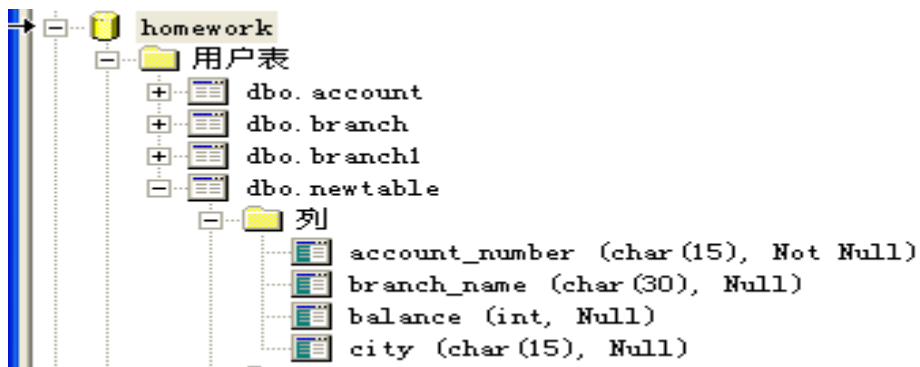 homework
用户表
dbo.account
dbo.branch
dbo.branch1
dbo.newtable
列
account_number (char(15), Not Null)
branch_name (char(30), Null)
balance (int, Null)
city (char(15), Null)